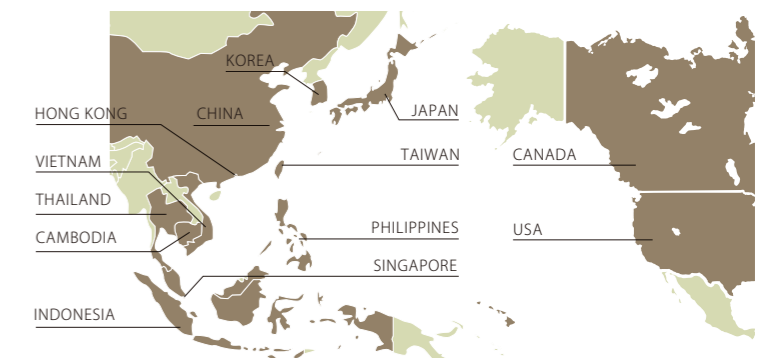 KOREA
HONG KONG
CHINA
JAPAN
VIETNAM
TAIWAN
CANADA
THAILAND
CAMBODIA
PHILIPPINES
USA
SINGAPORE
INDONESIA